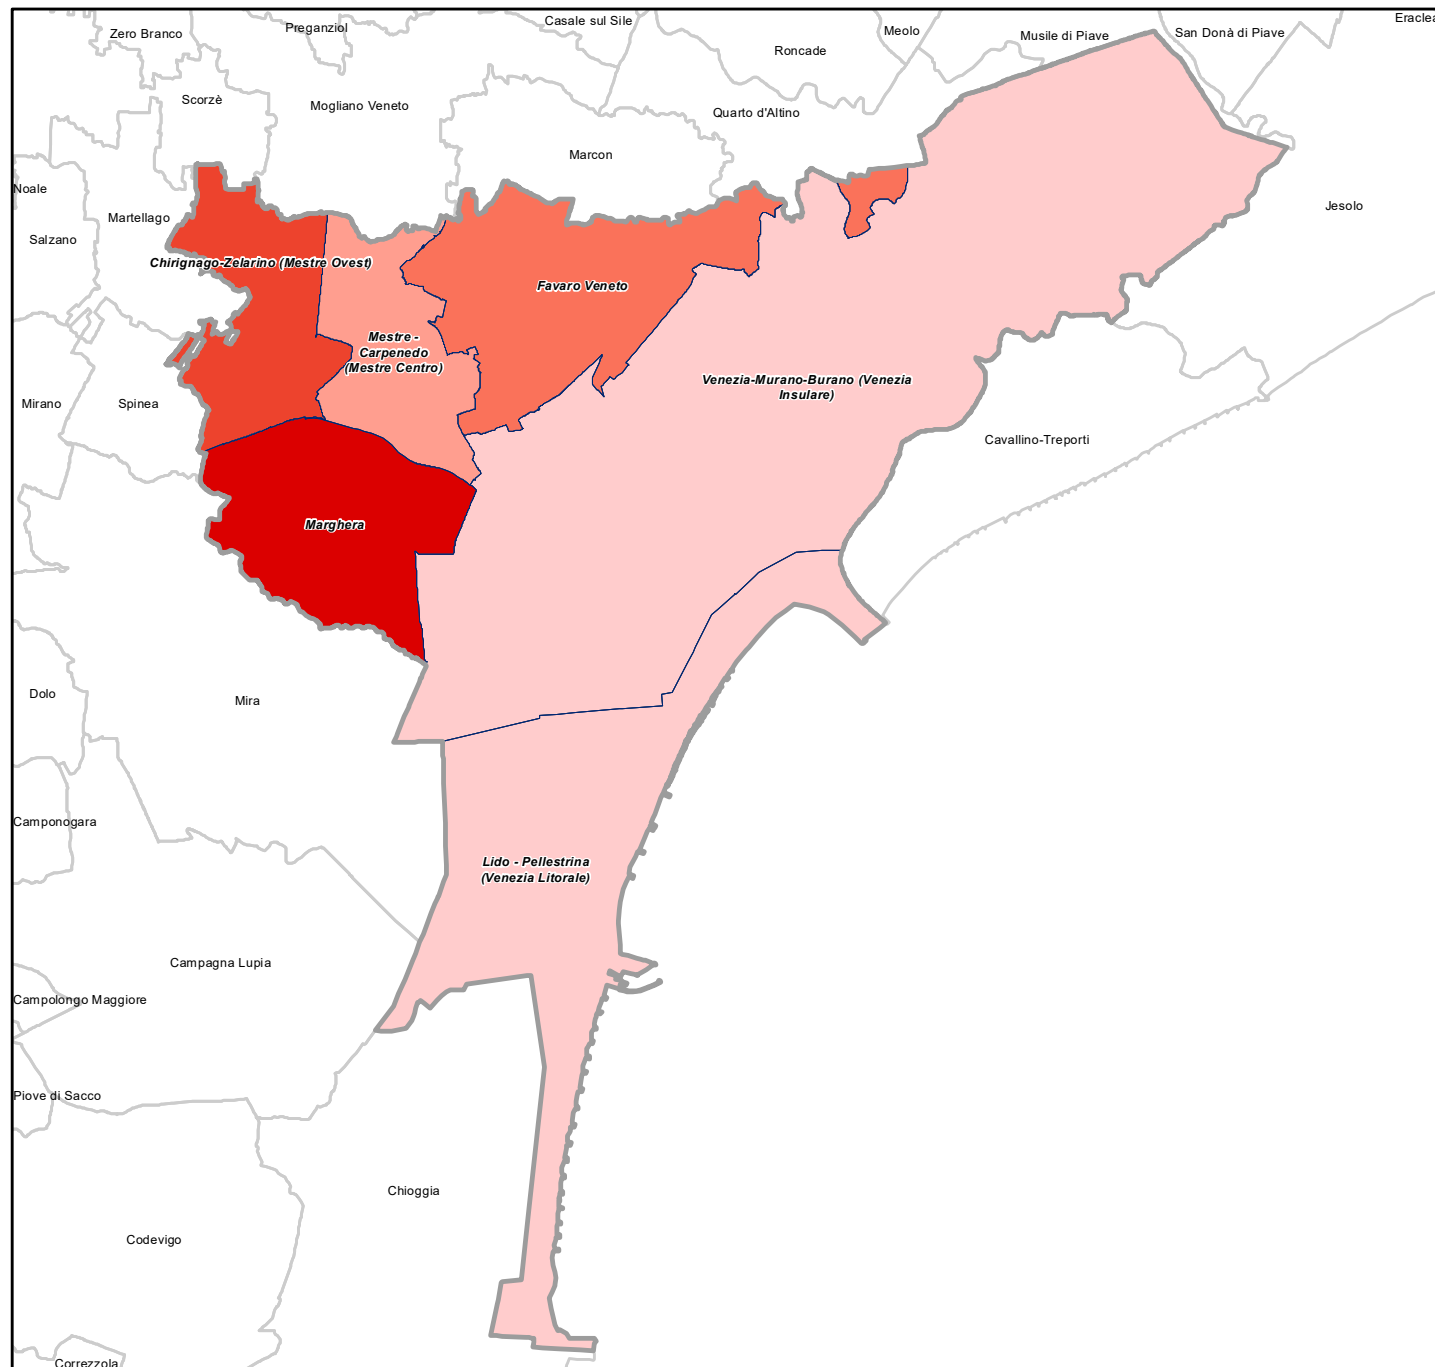 Eraclea
Casale sul Sile
Preganziol
Zero Branco
Meolo
Musile di Piave
San Donà di Piave
Roncade
Scorzè
Mogliano Veneto
Quarto d'Altino
Marcon
Noale
Martellago
Salzano
Jesolo
Chirignago-Zelarino (Mestre Ovest)
Favaro Veneto
Mestre -
Carpenedo
(Mestre Centro)
Venezia-Murano-Burano (Venezia
Insulare)
Mirano
Spinea
Cavallino-Treporti
Marghera
Dolo
Mira
Camponogara
Lido - Pellestrina
(Venezia Litorale)
Campagna Lupia
Campolongo Maggiore
Piove di Sacco
Chioggia
Codevigo
Correzzola